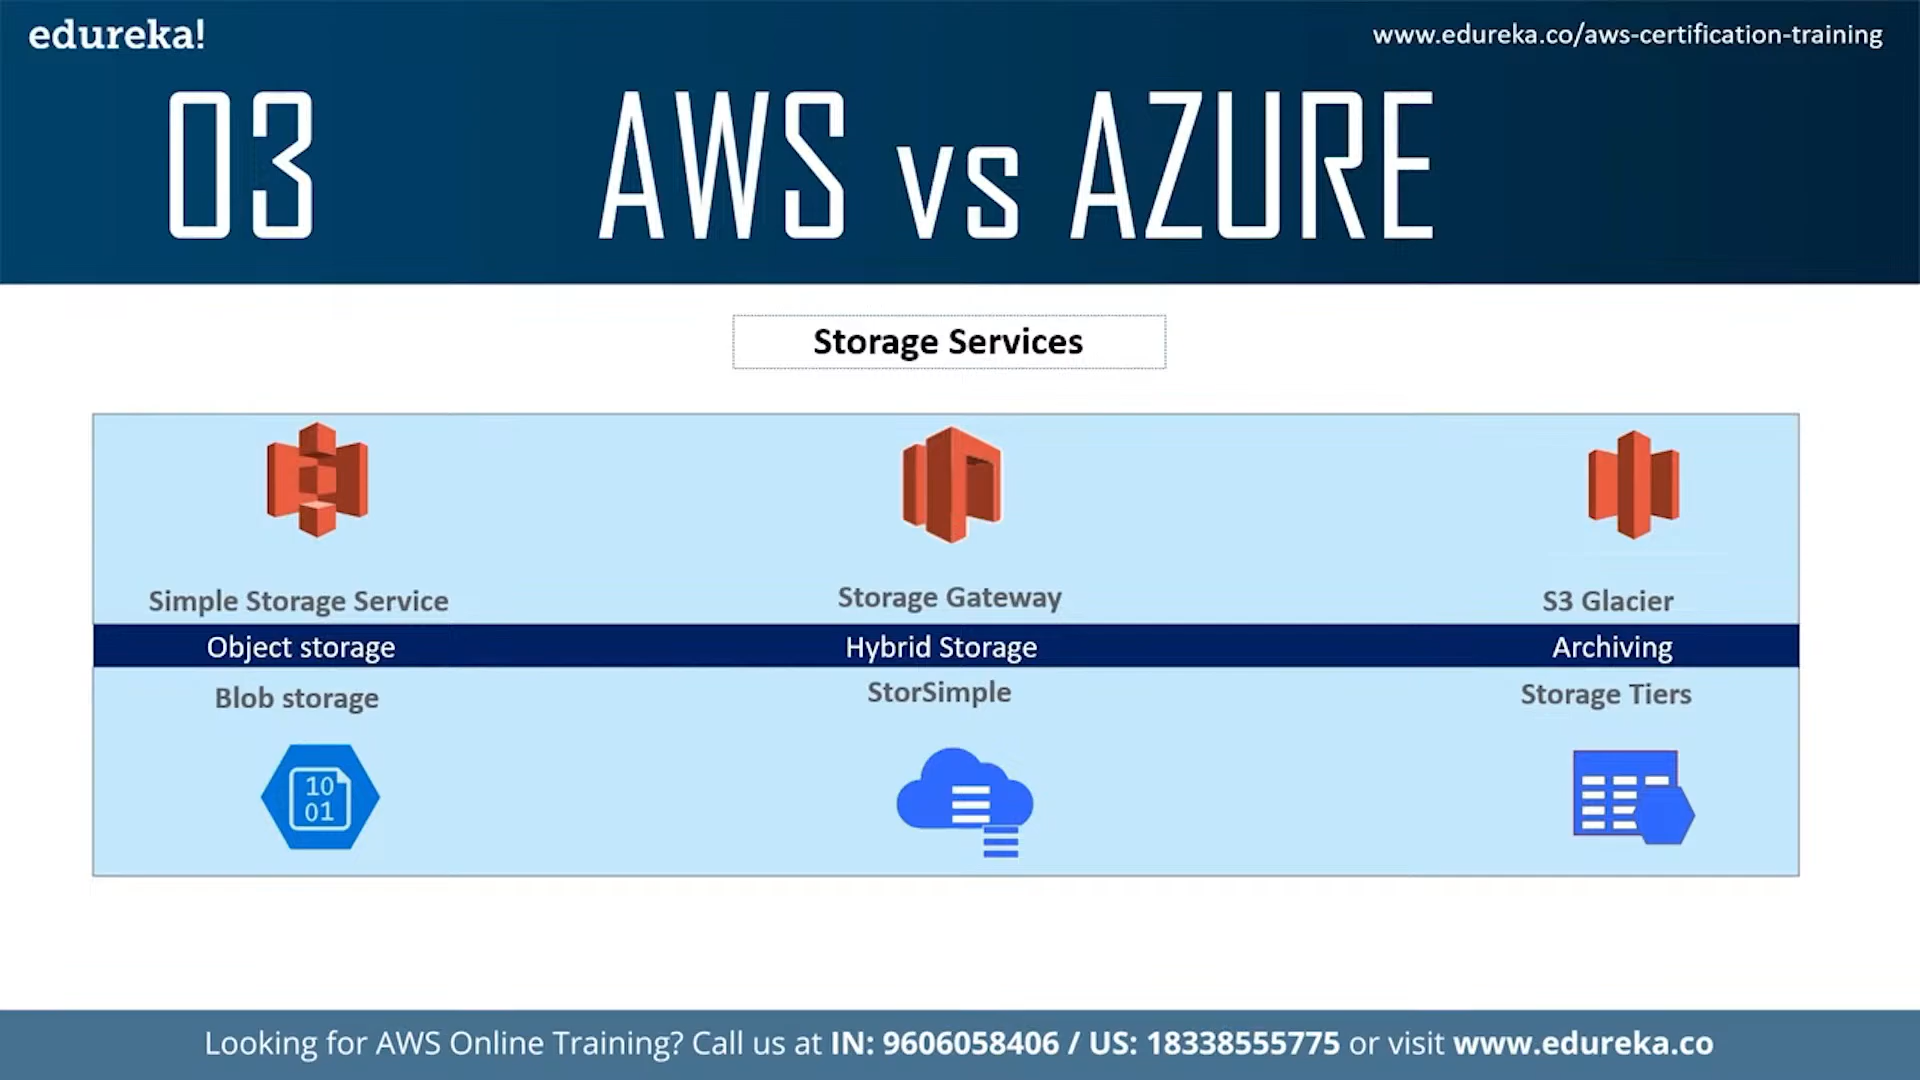 edureka!
www.edureka.co/aws-certification-training
03 AWS vs AZURE
Storage Services
Simple Storage Service Storage Gateway S3 Glacier
Object storage Hybrid Storage Archiving
Blob storage StorSimple Storage Tiers
10
01
Looking for AWS Online Training? Call us at IN: 9606058406 / US: 18338555775 or visit www.edureka.co